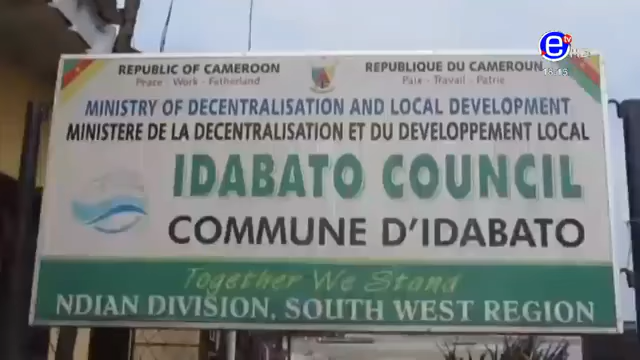 REPUBLIC OF CAMEROON
Peace - Work - Fatherland
REPUBLIQUE DU CAMEROUN
Paix - Travail - Patrie
MINISTRY OF DECENTRALISATION AND LOCAL DEVELOPMENT
MINISTERE DE LA DECENTRALISATION ET DU DEVELOPPEMENT LOCAL
IDABATO COUNCIL
COMMUNE D'IDABATO
Together We Stand
NDIAN DIVISION, SOUTH WEST REGION
e tv